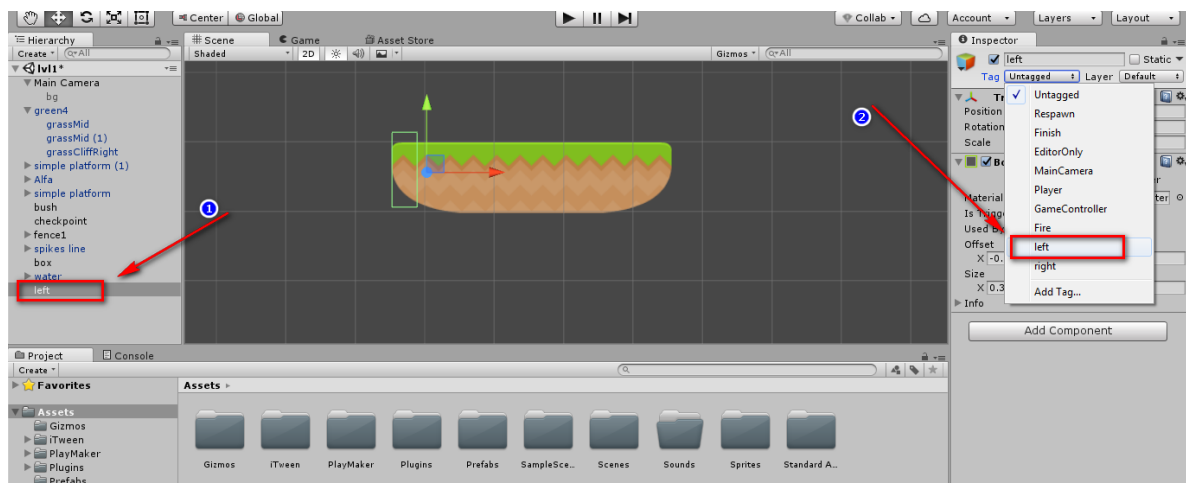 Center Global Collab Account Layers Layout
Hierarchy
Create All
lvl1*
Main Camera
bg
green4
grassMid
grassMid (1)
grassCliffRight
simple platform (1)
Alfa
simple platform
bush
checkpoint
fence1
spikes line
box
water
left
Scene Game Asset Store
Shaded 2D Gizmos All
1
2
Inspector
left Static
Tag Untagged Layer Default
Position
Rotation
Scale
Material
Used B
Offset
X -0.
Size
X 0.3
Info
Untagged
Respawn
Finish
EditorOnly
MainCamera
Player
GameController
Fire
left
right
Add Tag...
Add Component
Project Console
Create
Favorites
Assets
Gizmos
iTween
PlayMaker
Plugins
Prefabs
Assets
Gizmos iTween PlayMaker Plugins Prefabs SampleSce... Scenes Sounds Sprites Standard A...